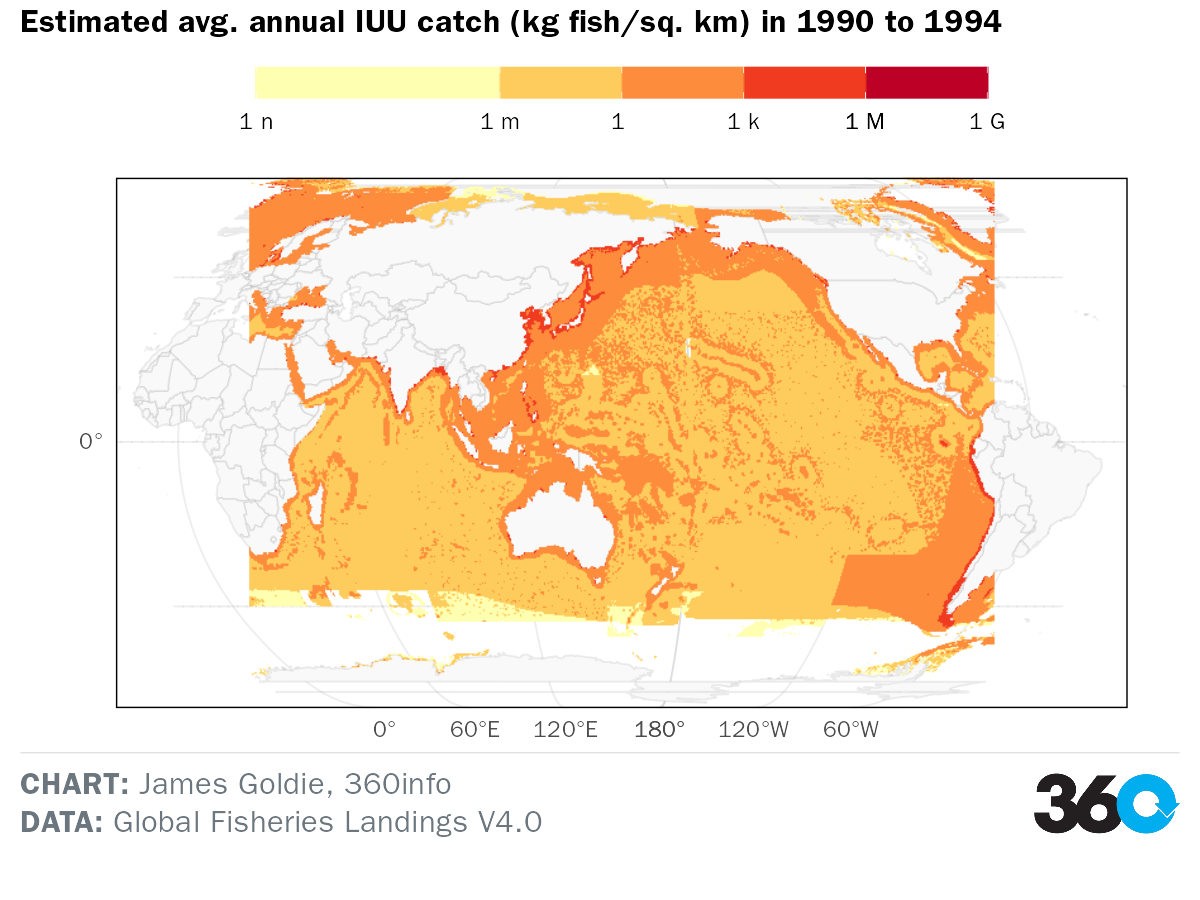 Estimated avg. annual IUU catch (kg fish/sq. km) in 1990 to 1994
1 n 1 m 1 1 k 1 M 1 G
0°
0° 60°E 120°E 180° 120°W 60°W
CHART: James Goldie, 360info
DATA: Global Fisheries Landings V4.0
360